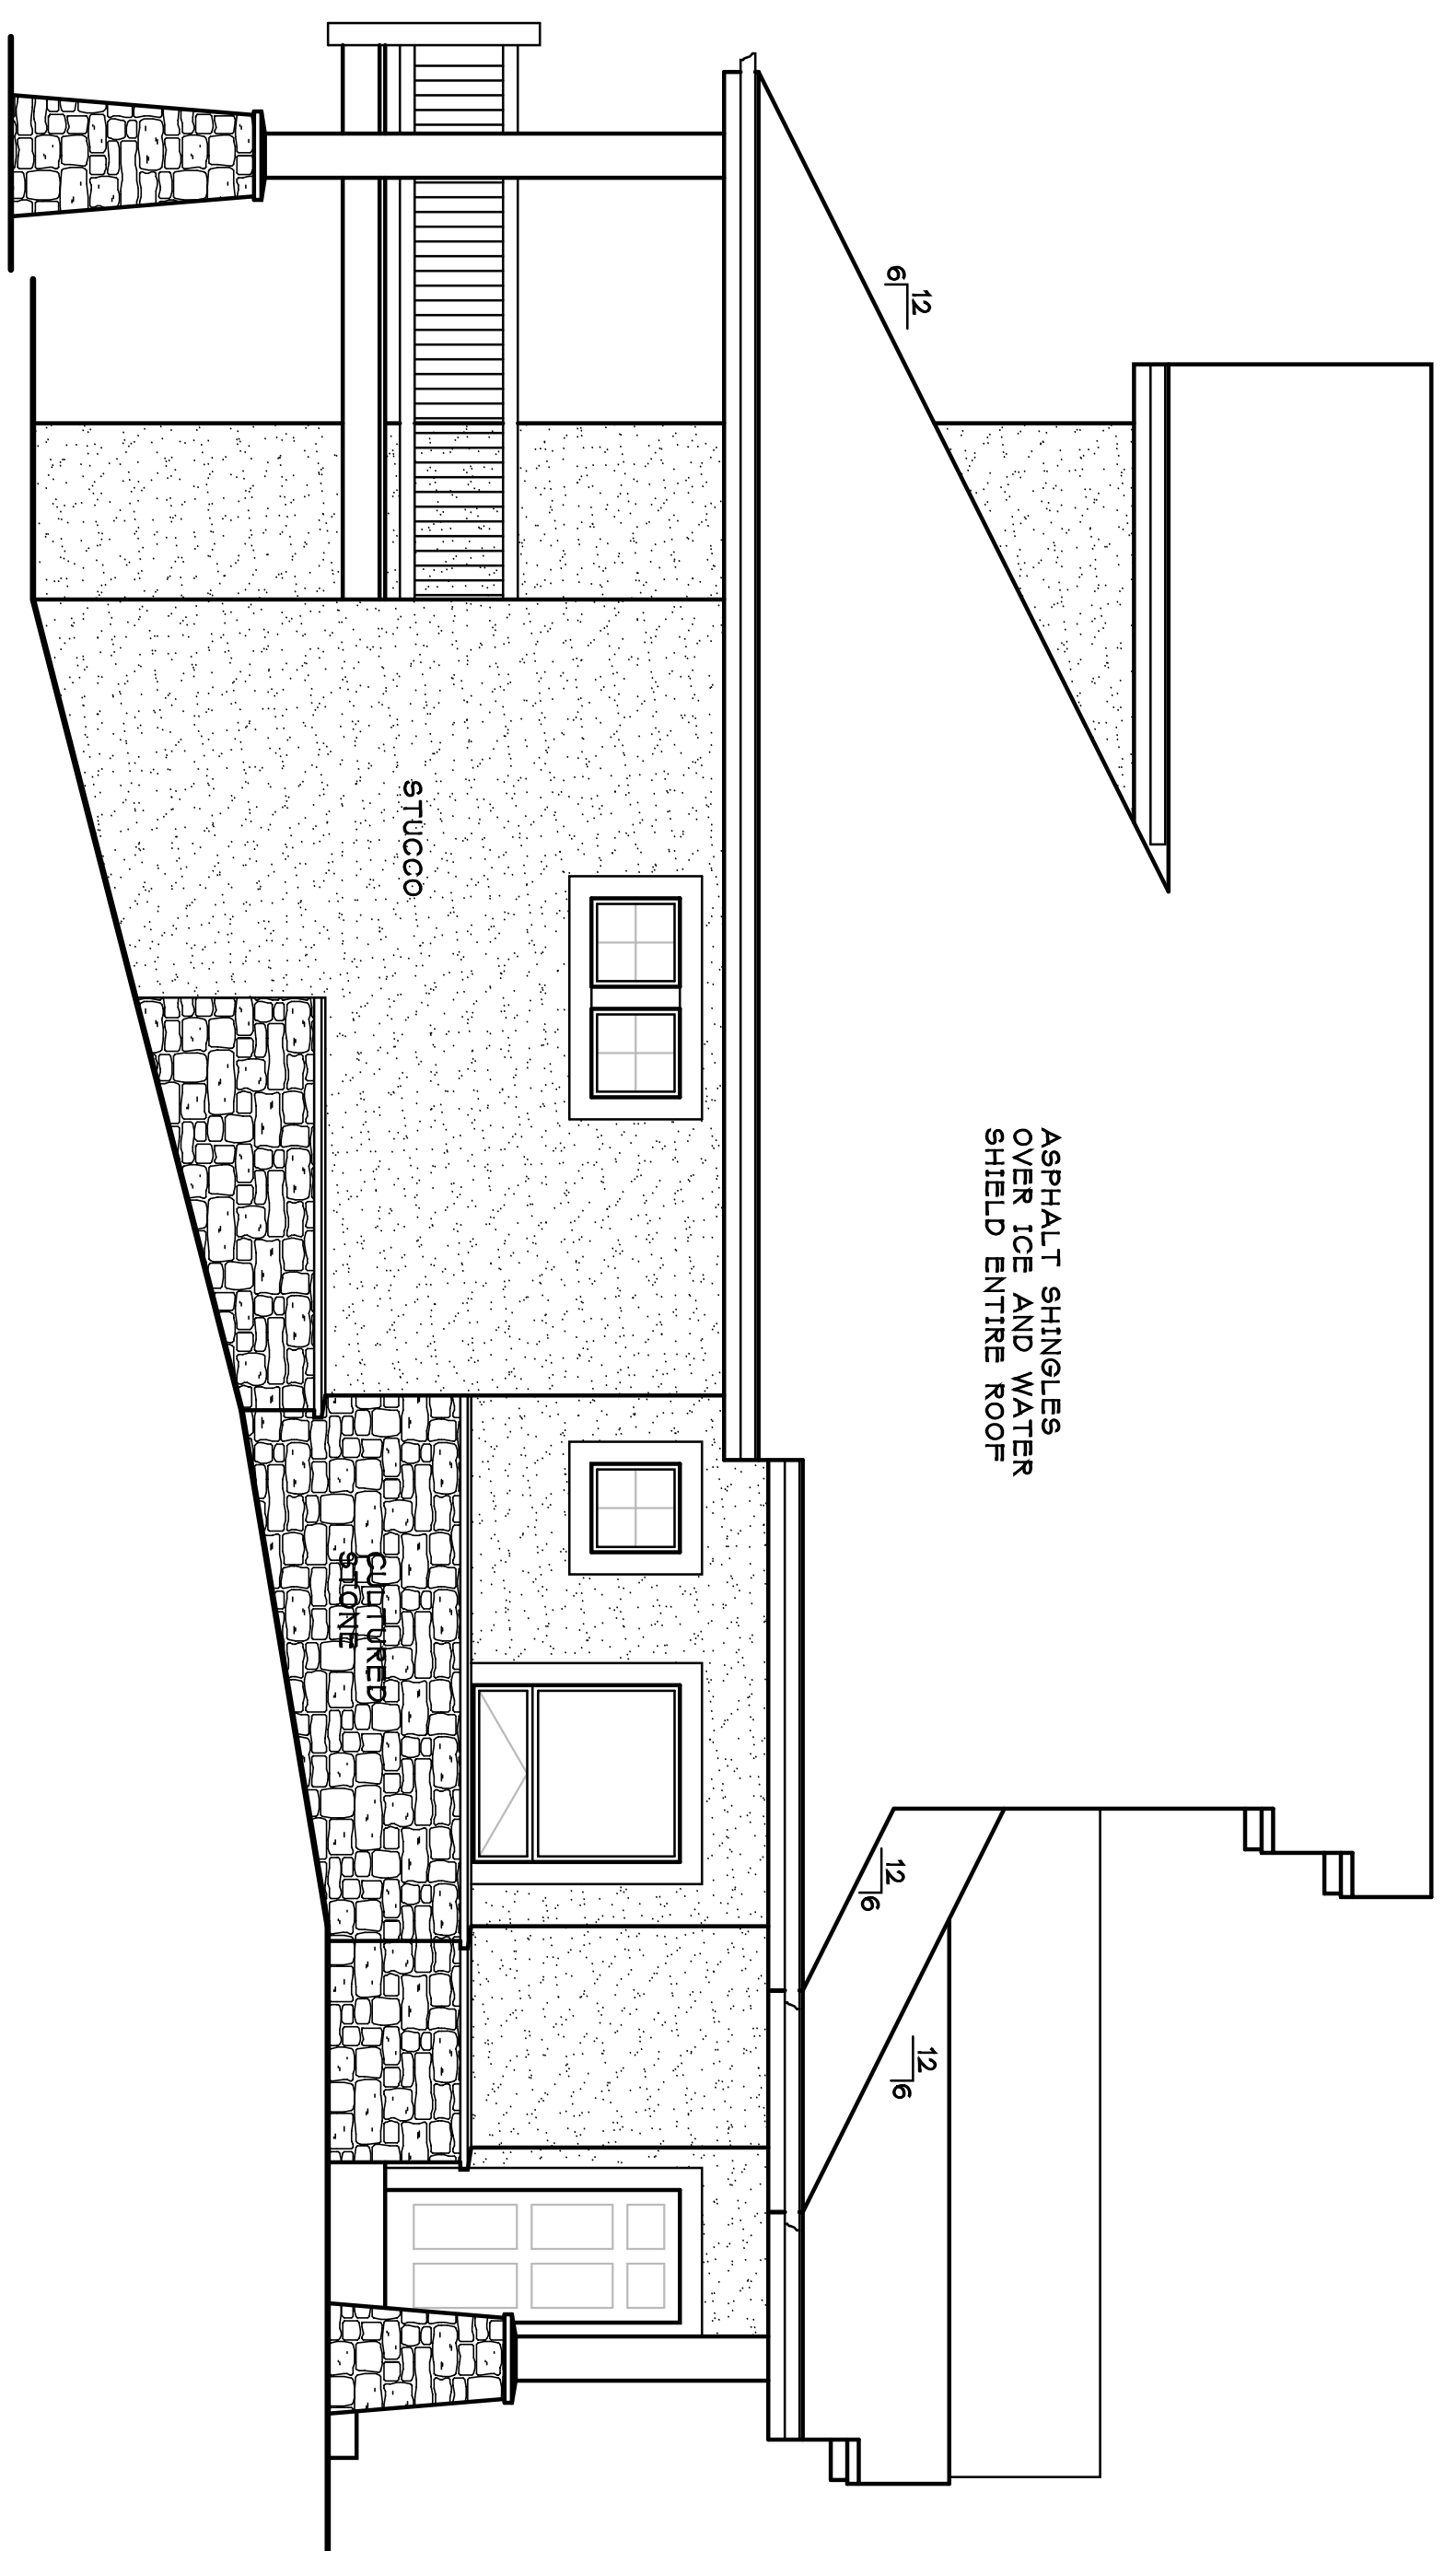 12
6
ASPHALT SHINGLES
OVER ICE AND WATER
SHIELD ENTIRE ROOF
12
6
12
6
STUCCO
CULTURED
STONE